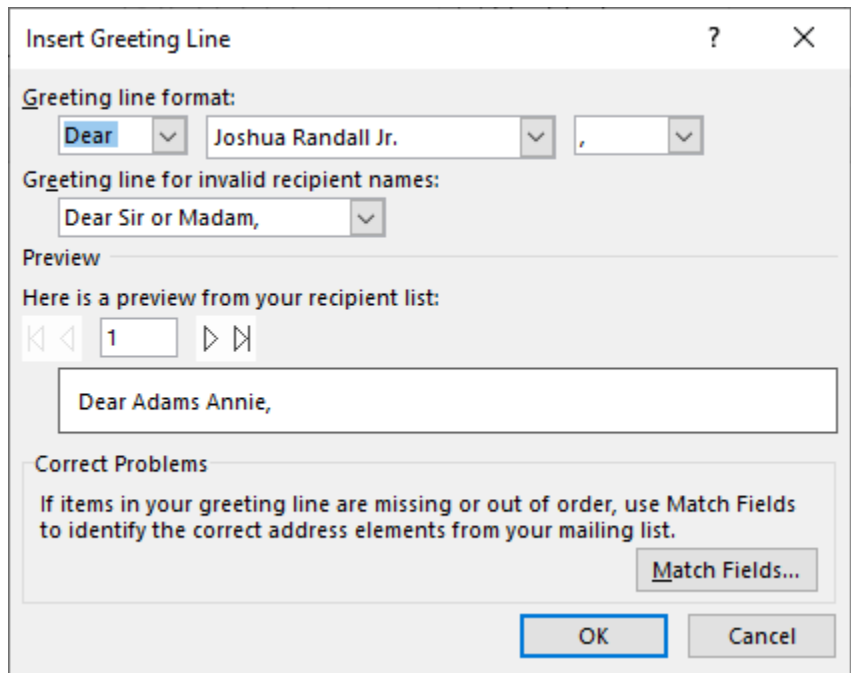 Insert Greeting Line ? X
Greeting line format:
Dear Joshua Randall Jr. ,
Greeting line for invalid recipient names:
Dear Sir or Madam,
Preview
Here is a preview from your recipient list:
1
Dear Adams Annie,
Correct Problems
If items in your greeting line are missing or out of order, use Match Fields
to identify the correct address elements from your mailing list.
Match Fields...
OK Cancel